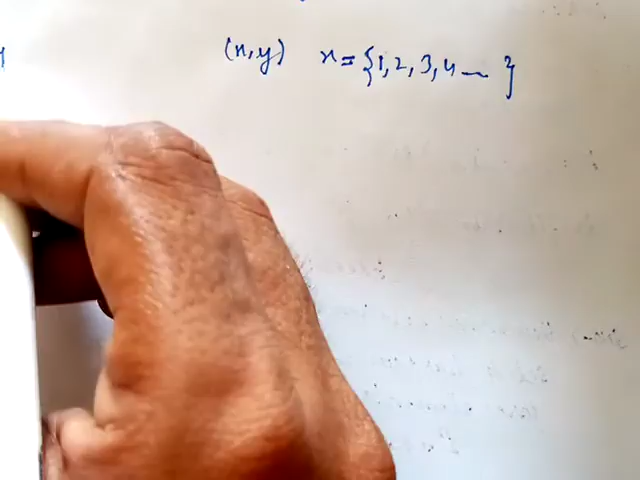 (x,y) x={1,2,3,4 --- }